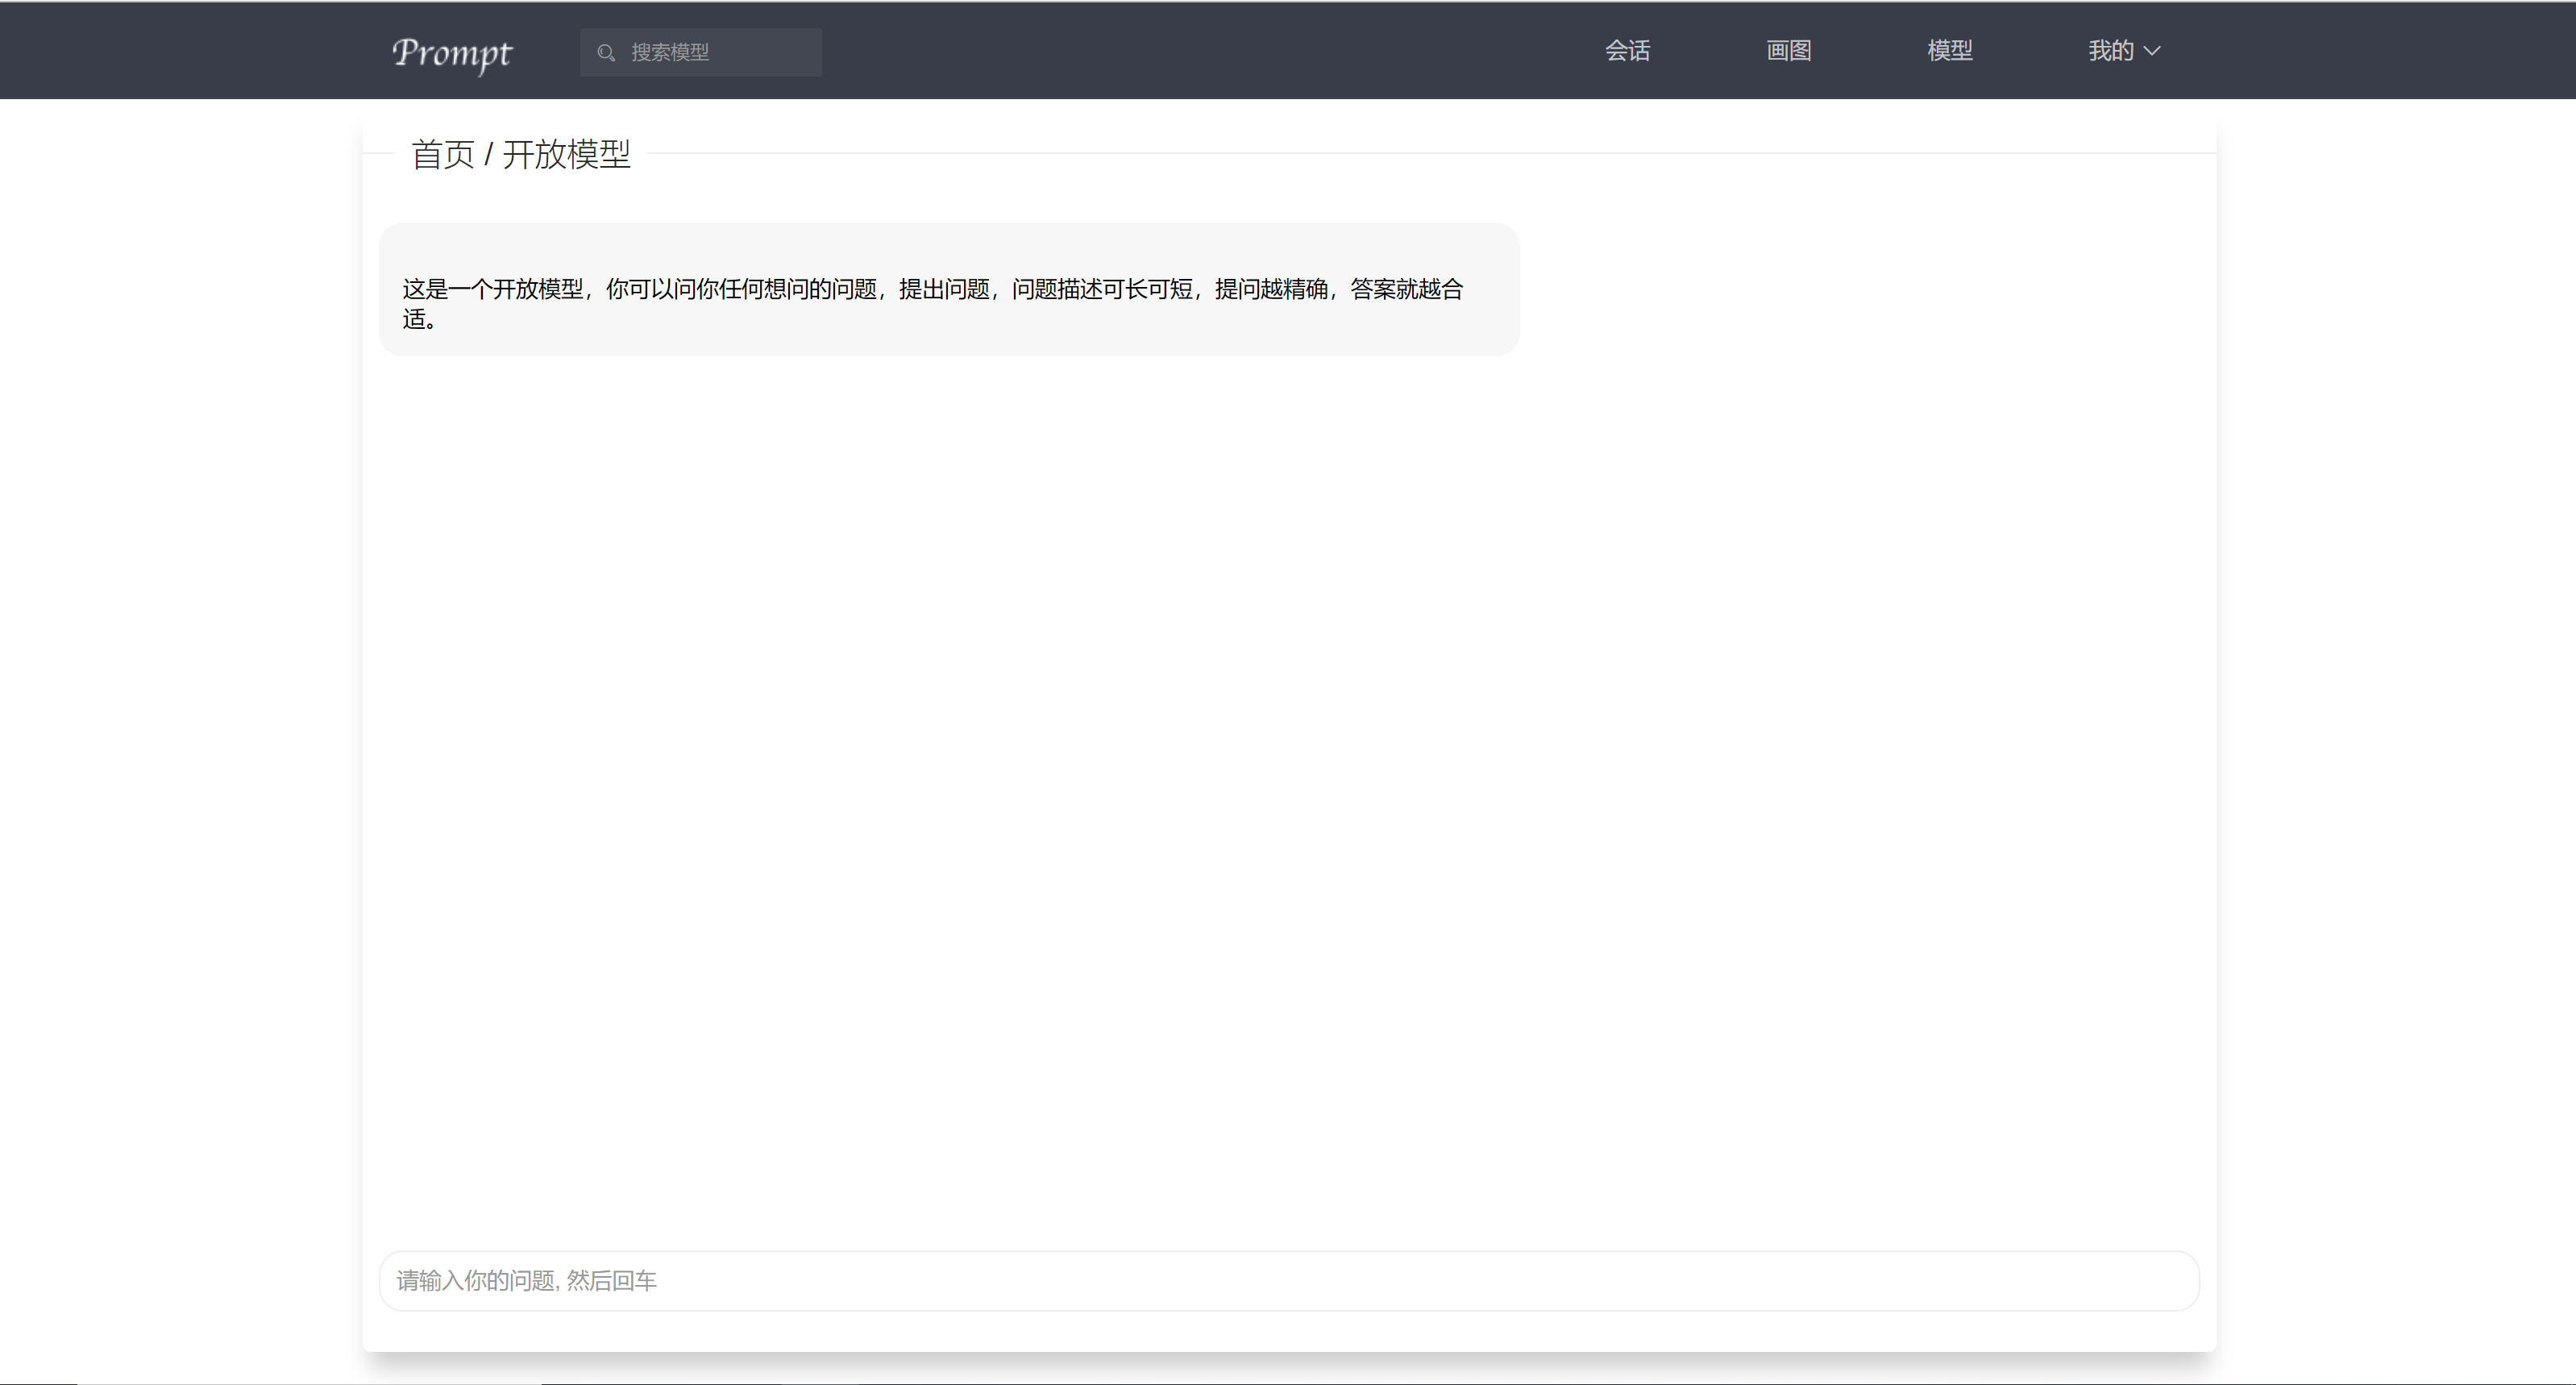 Prompt
搜索模型
会话
画图
模型
我的
首页 / 开放模型
这是一个开放模型，你可以问你任何想问的问题，提出问题，问题描述可长可短，提问越精确，答案就越合
适。
请输入你的问题, 然后回车